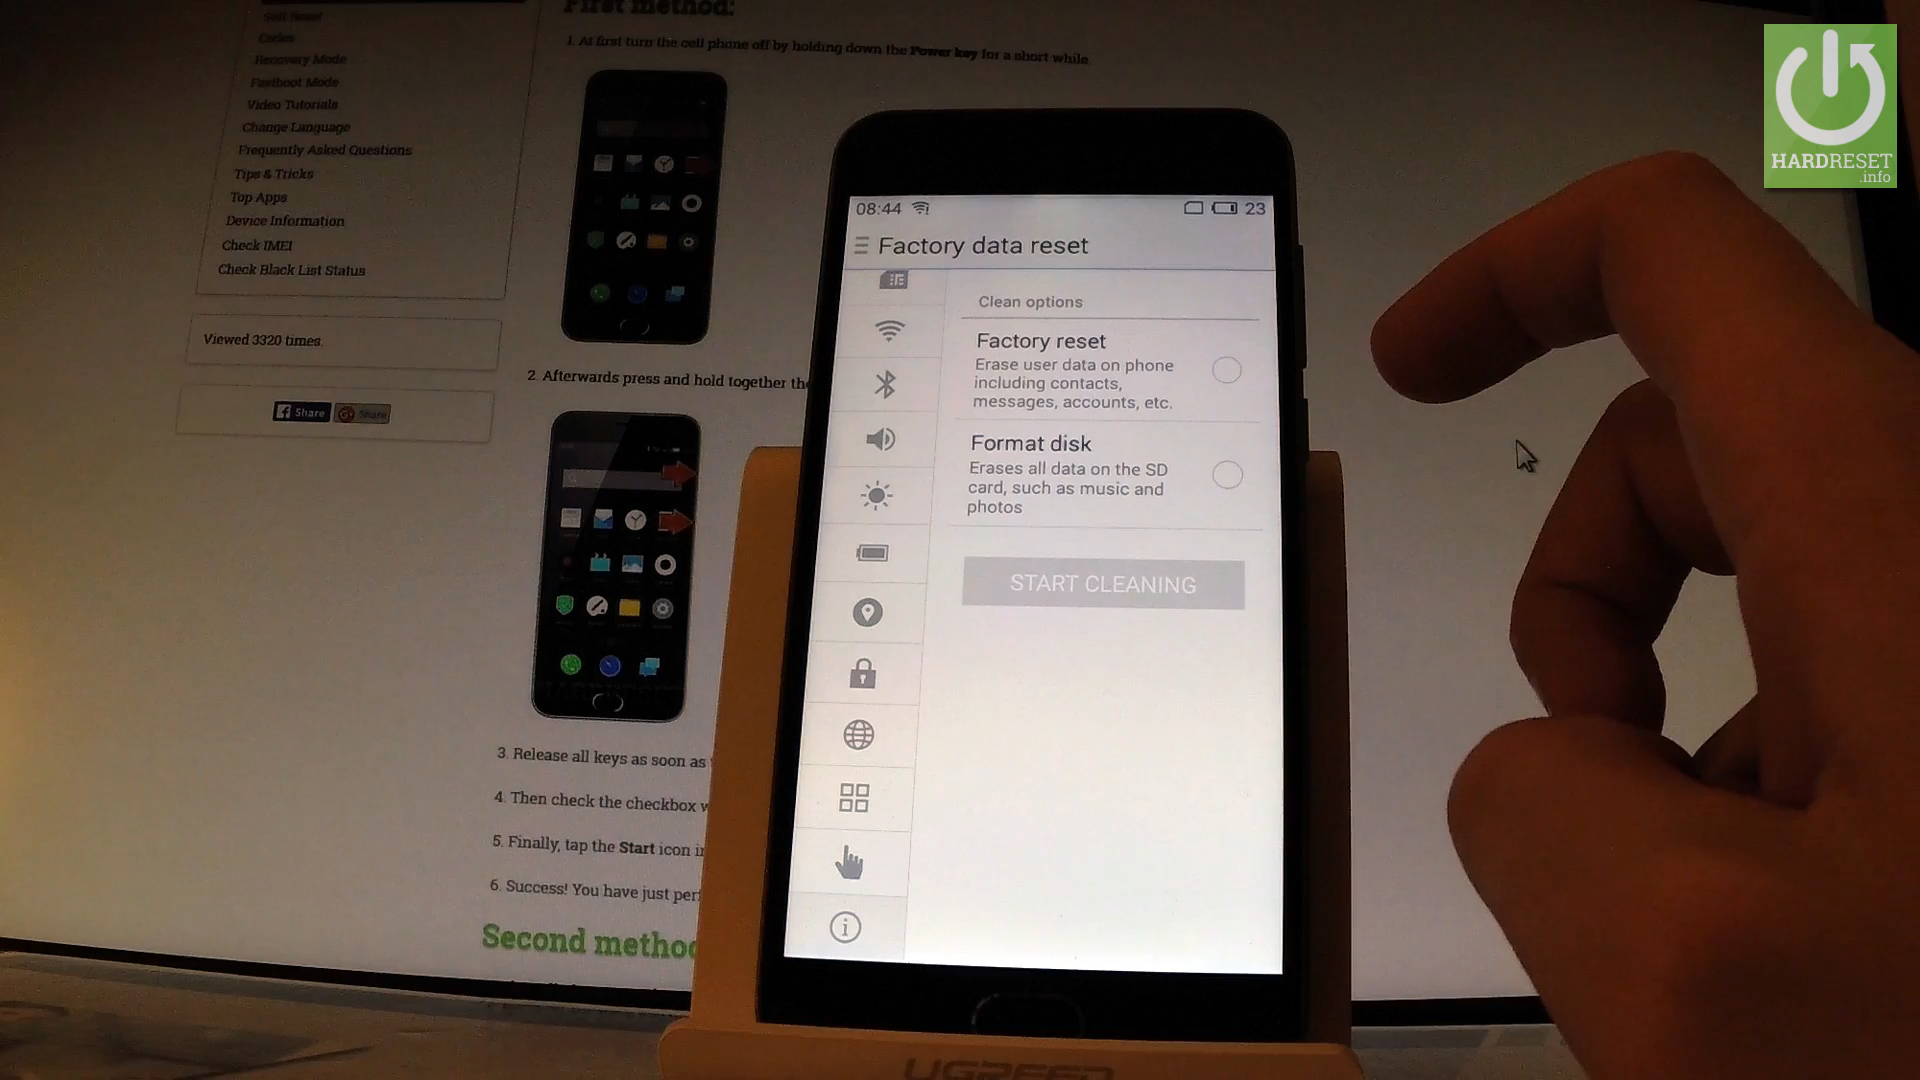 Soft Reset
Codes
Recovery Mode
Fastboot Mode
Video Tutorials
Change Language
Frequently Asked Questions
Tips & Tricks
Top Apps
Device Information
Check IMEI
Check Black List Status
Viewed 3320 times.
Share
Share
First method:
1. At first turn the cell phone off by holding down the Power key for a short while.
2. Afterwards press and hold together the
3. Release all keys as soon as
4. Then check the checkbox
5. Finally, tap the Start icon
6. Success! You have just
Second method
08:44
23
Factory data reset
Clean options
Factory reset
Erase user data on phone
including contacts,
messages, accounts, etc.
Format disk
Erases all data on the SD
card, such as music and
photos
START CLEANING
UGREEN
HARDRESET
.info